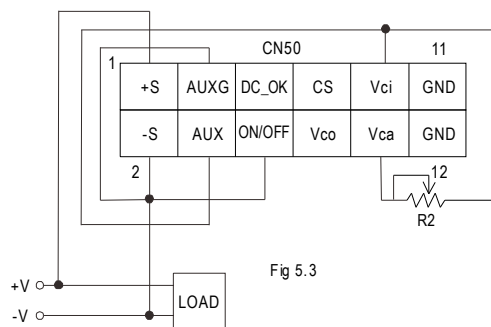 CN50
1 11
+S AUXG DC_OK CS Vci GND
-S AUX ON/OFF Vco Vca GND
2 12
R2
Fig 5.3
+V
LOAD
-V